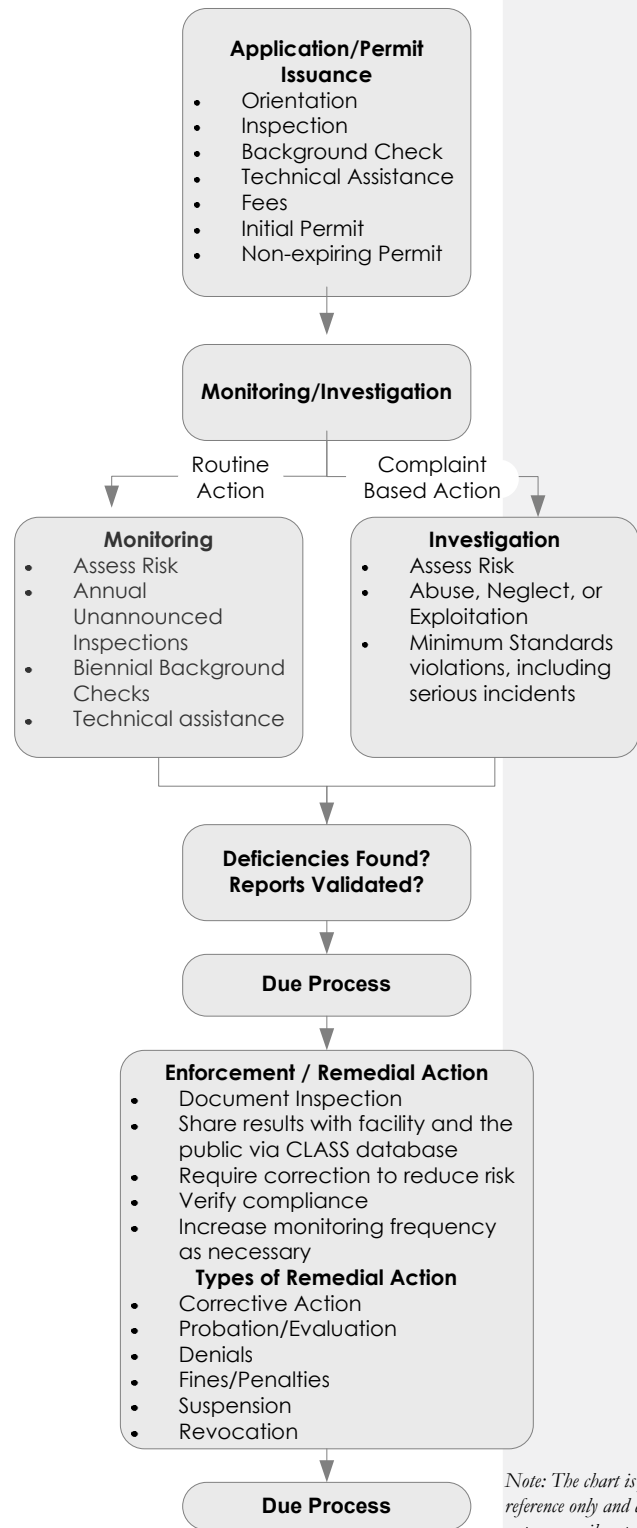 Application/Permit
Issuance
• Orientation
• Inspection
• Background Check
• Technical Assistance
• Fees
• Initial Permit
• Non-expiring Permit
Monitoring/Investigation
Routine
Action
Complaint
Based Action
Monitoring
• Assess Risk
• Annual
Unannounced
Inspections
• Biennial Background
Checks
• Technical assistance
Investigation
• Assess Risk
• Abuse, Neglect, or
Exploitation
• Minimum Standards
violations, including
serious incidents
Deficiencies Found?
Reports Validated?
Due Process
Enforcement / Remedial Action
• Document Inspection
• Share results with facility and the
public via CLASS database
• Require correction to reduce risk
• Verify compliance
• Increase monitoring frequency
as necessary
Types of Remedial Action
• Corrective Action
• Probation/Evaluation
• Denials
• Fines/Penalties
• Suspension
• Revocation
Due Process
Note: The chart is
reference only and